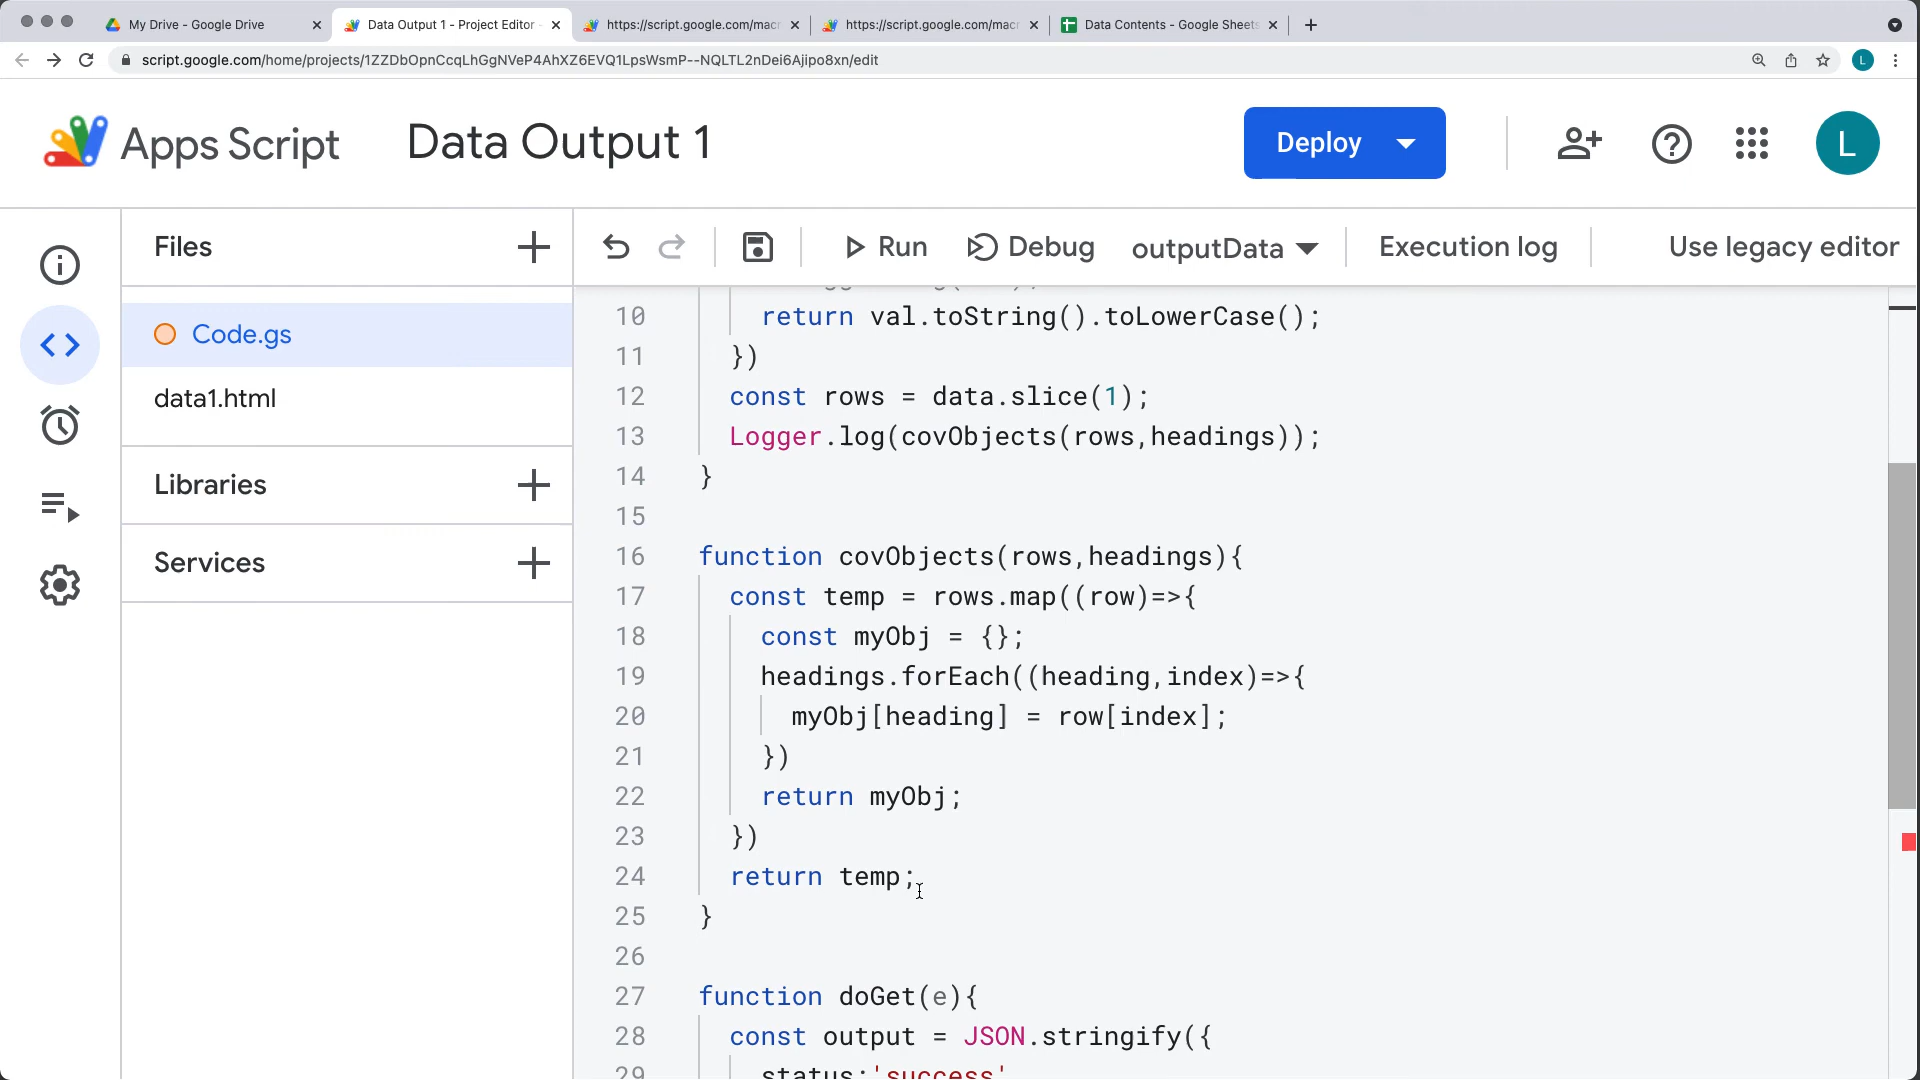 My Drive - Google Drive
Data Output 1 - Project Editor -
https://script.google.com/macr
https://script.google.com/macr
Data Contents - Google Sheets
script.google.com/home/projects/1ZZDbOpnCcqLhGgNVeP4AhXZ6EVQ1LpsWsmP--NQLTL2nDei6Ajipo8xn/edit
L
Apps Script
Data Output 1
Deploy
L
Files
Run
Debug
outputData
Execution log
Use legacy editor
Code.gs
data1.html
Libraries
Services
10 return val.toString().toLowerCase();
11 })
12 const rows = data.slice(1);
13 Logger.log(covObjects(rows,headings));
14 }
15
16 function covObjects(rows,headings){
17 const temp = rows.map((row)=>{
18 const myObj = {};
19 headings.forEach((heading,index)=>{
20 myObj[heading] = row[index];
21 })
22 return myObj;
23 })
24 return temp;
25 }
26
27 function doGet(e){
28 const output = JSON.stringify({
29 status:'success'